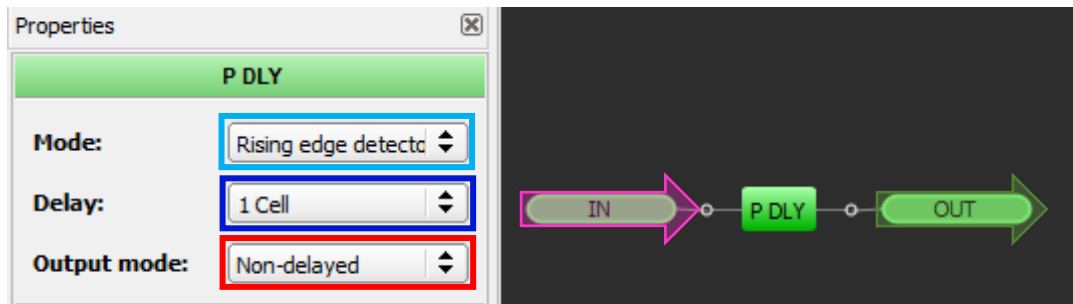 Properties
P DLY
Mode: Rising edge detecto
Delay: 1 Cell
Output mode: Non-delayed
IN P DLY OUT